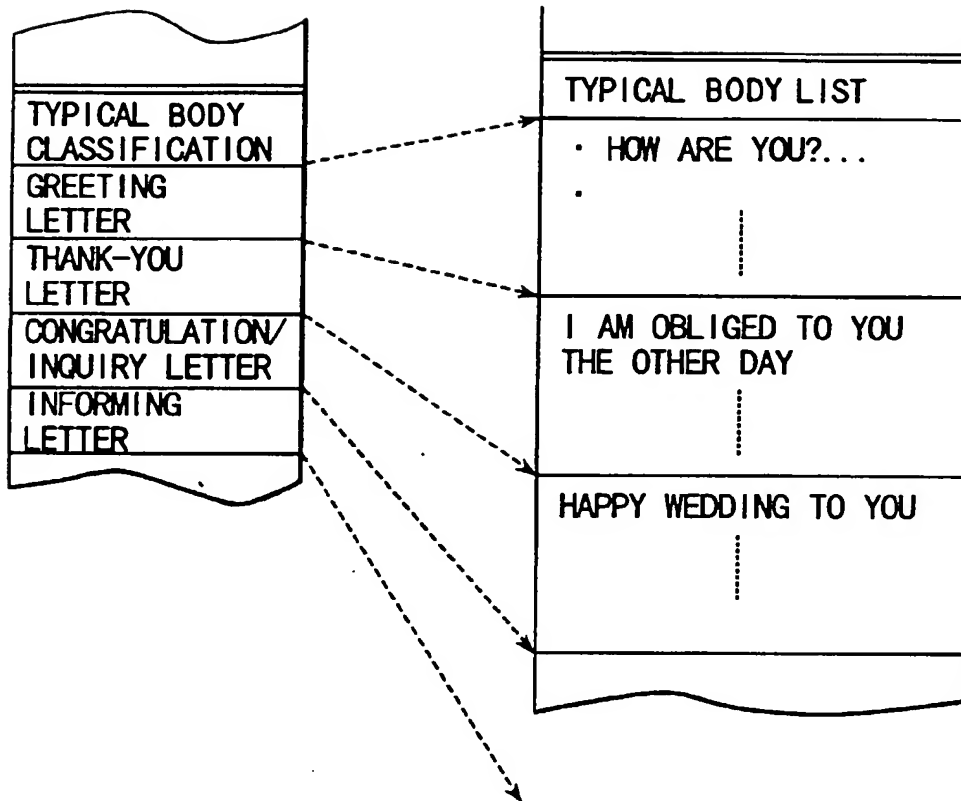 TYPICAL BODY
CLASSIFICATION
GREETING
LETTER
THANK-YOU
LETTER
CONGRATULATION/
INQUIRY LETTER
INFORMING
LETTER
TYPICAL BODY LIST
· HOW ARE YOU?...
·
I AM OBLIGED TO YOU
THE OTHER DAY
HAPPY WEDDING TO YOU